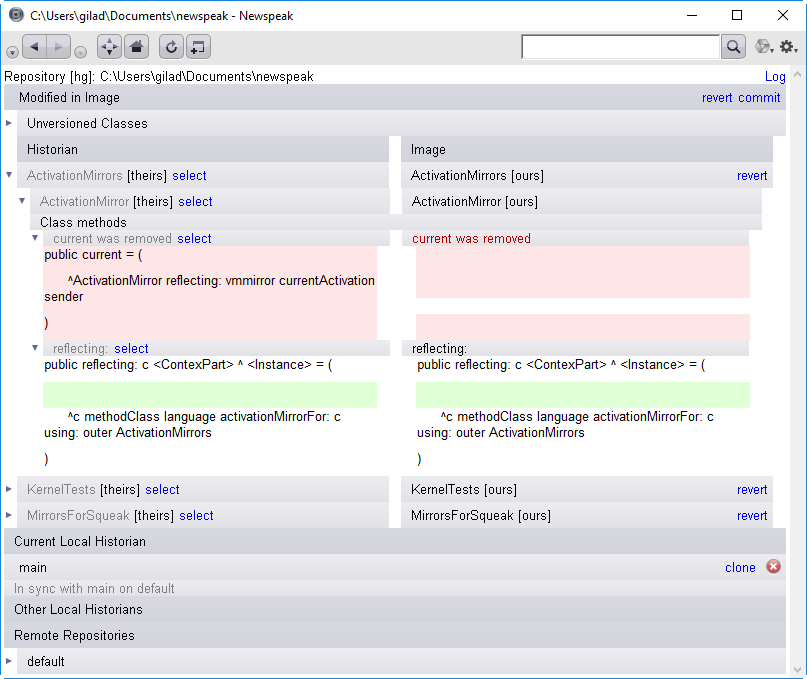 C:\Users\gilad\Documents\newspeak - Newspeak
Repository [hg]: C:\Users\gilad\Documents\newspeak Log
Modified in Image revert commit
Unversioned Classes
Historian Image
ActivationMirrors [theirs] select ActivationMirrors [ours] revert
ActivationMirror [theirs] select ActivationMirror [ours]
Class methods
current was removed select current was removed
public current = (
^ActivationMirror reflecting: vmmirror currentActivation
sender
)
reflecting: select reflecting:
public reflecting: c <ContexPart> ^ <Instance> = ( public reflecting: c <ContexPart> ^ <Instance> = (
^c methodClass language activationMirrorFor: c ^c methodClass language activationMirrorFor: c
using: outer ActivationMirrors using: outer ActivationMirrors
) )
KernelTests [theirs] select KernelTests [ours] revert
MirrorsForSqueak [theirs] select MirrorsForSqueak [ours] revert
Current Local Historian
main clone
In sync with main on default
Other Local Historians
Remote Repositories
default